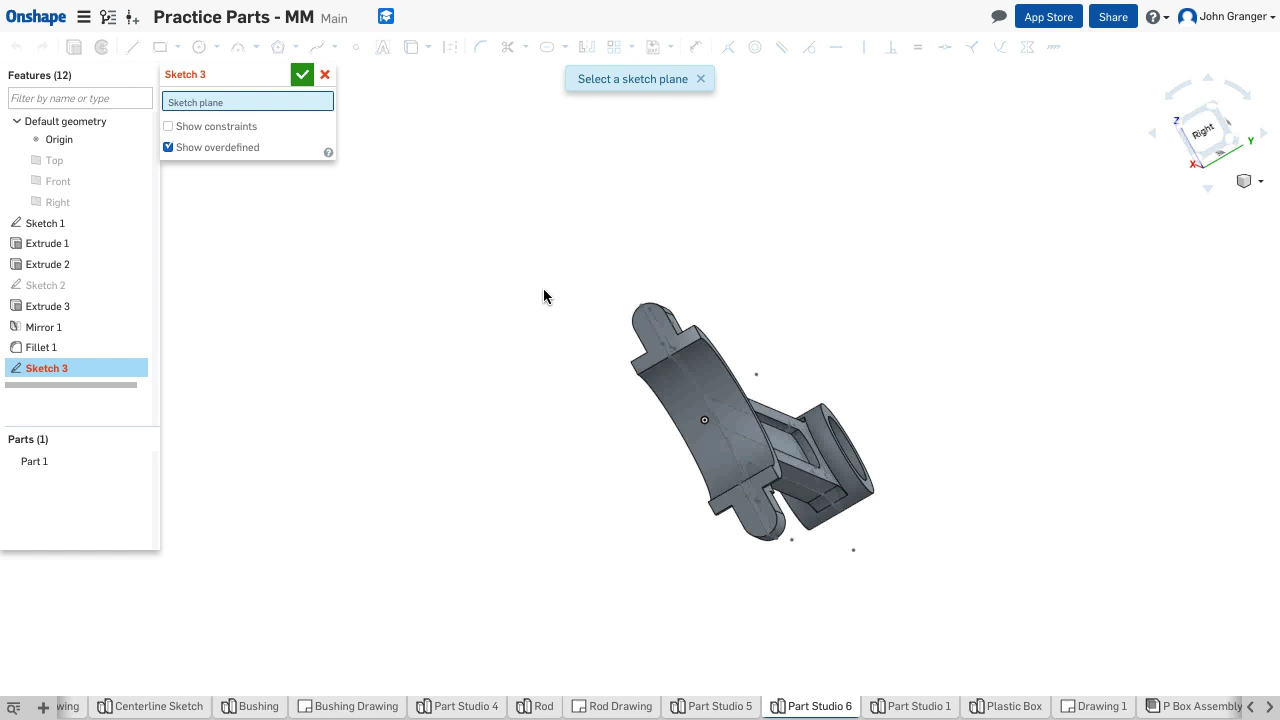 Onshape
Practice Parts - MM Main
App Store
Share
John Granger
Features (12)
Filter by name or type
Default geometry
Origin
Top
Front
Right
Sketch 1
Extrude 1
Extrude 2
Sketch 2
Extrude 3
Mirror 1
Fillet 1
Sketch 3
Parts (1)
Part 1
Sketch 3
Sketch plane
Show constraints
Show overdefined
Select a sketch plane
Z
Right
Y
X
wing
Centerline Sketch
Bushing
Bushing Drawing
Part Studio 4
Rod
Rod Drawing
Part Studio 5
Part Studio 6
Part Studio 1
Plastic Box
Drawing 1
P Box Assembly